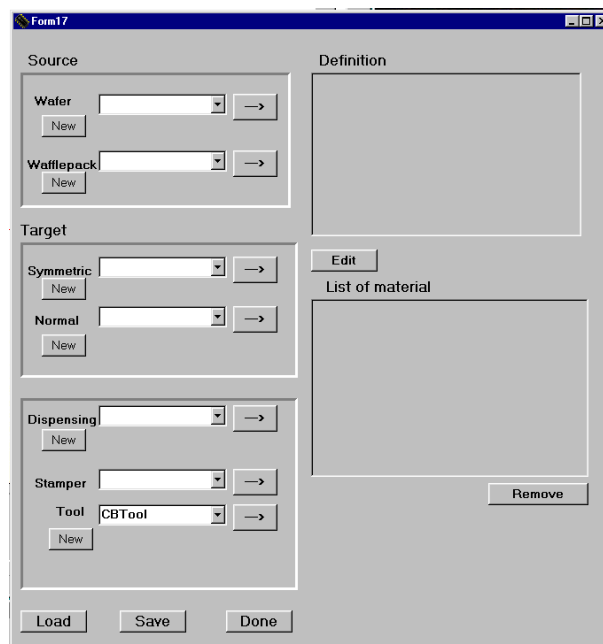 Form17
Source
Wafer
--->
New
Wafflepack
--->
New
Target
Symmetric
--->
New
Normal
--->
New
Dispensing
--->
New
Stamper
--->
Tool
CBTool
--->
New
Load
Save
Done
Definition
Edit
List of material
Remove